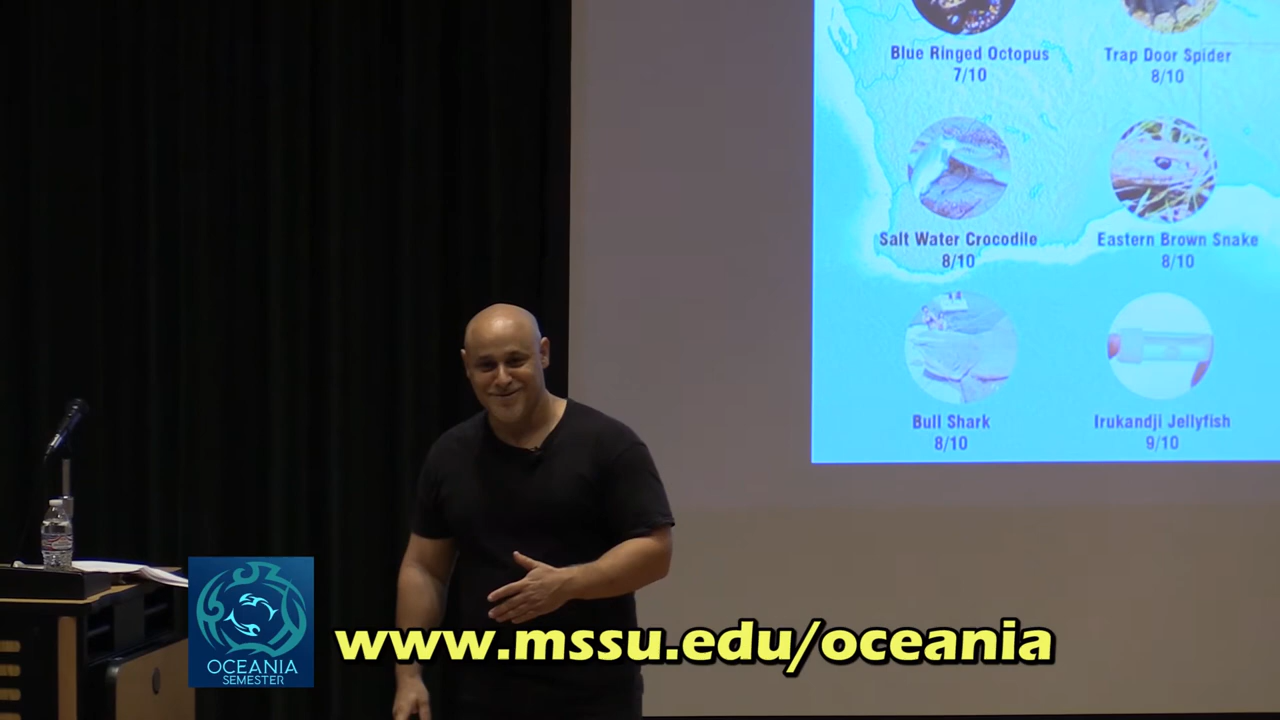 Blue Ringed Octopus
7/10
Trap Door Spider
8/10
Salt Water Crocodile
8/10
Eastern Brown Snake
8/10
Bull Shark
8/10
Irukandji Jellyfish
9/10
OCEANIA
SEMESTER
www.mssu.edu/oceania